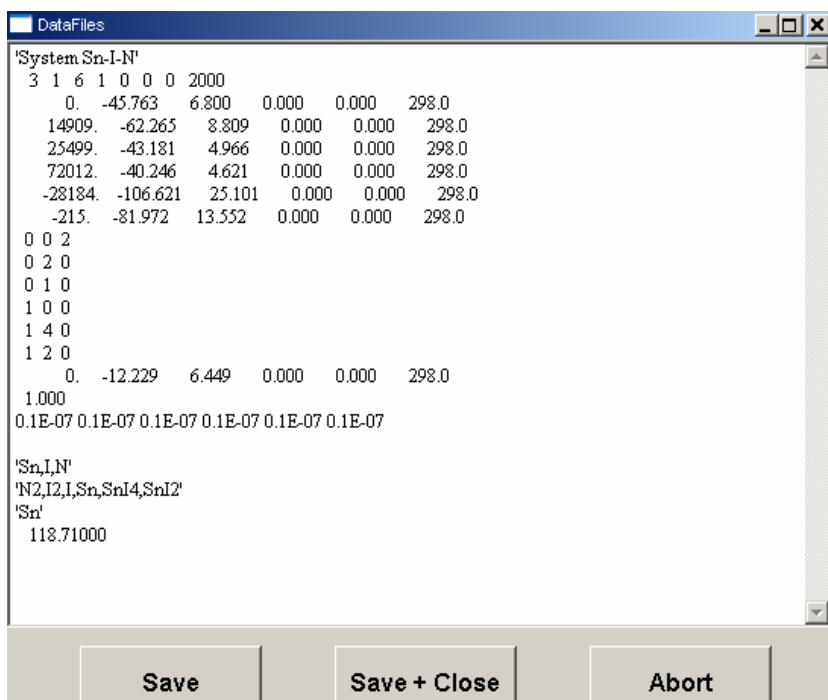 DataFiles
'System Sn-I-N'
3 1 6 1 0 0 0 2000
0. -45.763 6.800 0.000 0.000 298.0
14909. -62.265 8.809 0.000 0.000 298.0
25499. -43.181 4.966 0.000 0.000 298.0
72012. -40.246 4.621 0.000 0.000 298.0
-28184. -106.621 25.101 0.000 0.000 298.0
-215. -81.972 13.552 0.000 0.000 298.0
0 0 2
0 2 0
0 1 0
1 0 0
1 4 0
1 2 0
0. -12.229 6.449 0.000 0.000 298.0
1.000
0.1E-07 0.1E-07 0.1E-07 0.1E-07 0.1E-07 0.1E-07
'Sn,I,N'
'N2,I2,I,Sn,SnI4,SnI2'
'Sn'
118.71000
Save Save + Close Abort